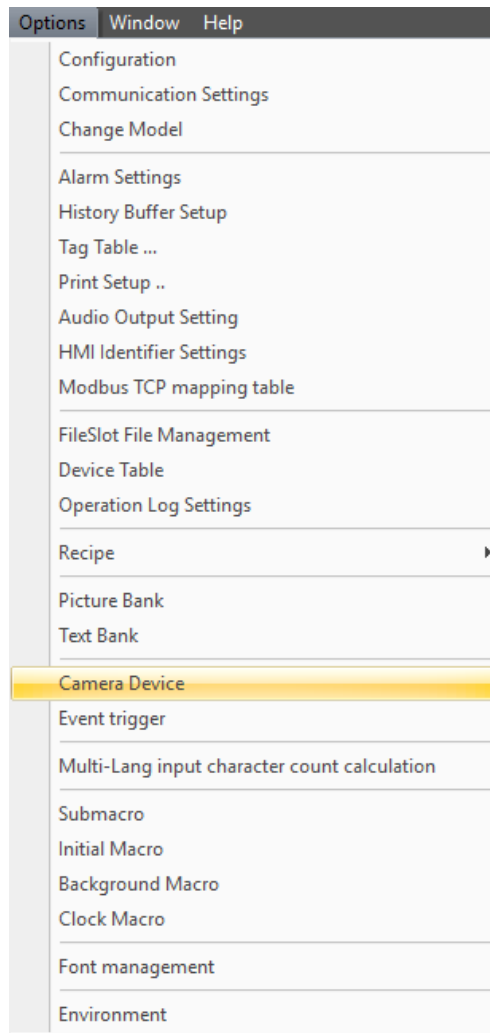 Options Window Help
Configuration
Communication Settings
Change Model
Alarm Settings
History Buffer Setup
Tag Table ...
Print Setup ..
Audio Output Setting
HMI Identifier Settings
Modbus TCP mapping table
FileSlot File Management
Device Table
Operation Log Settings
Recipe
Picture Bank
Text Bank
Camera Device
Event trigger
Multi-Lang input character count calculation
Submacro
Initial Macro
Background Macro
Clock Macro
Font management
Environment